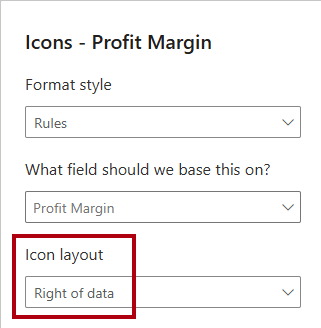 Icons - Profit Margin
Format style
Rules
What field should we base this on?
Profit Margin
Icon layout
Right of data